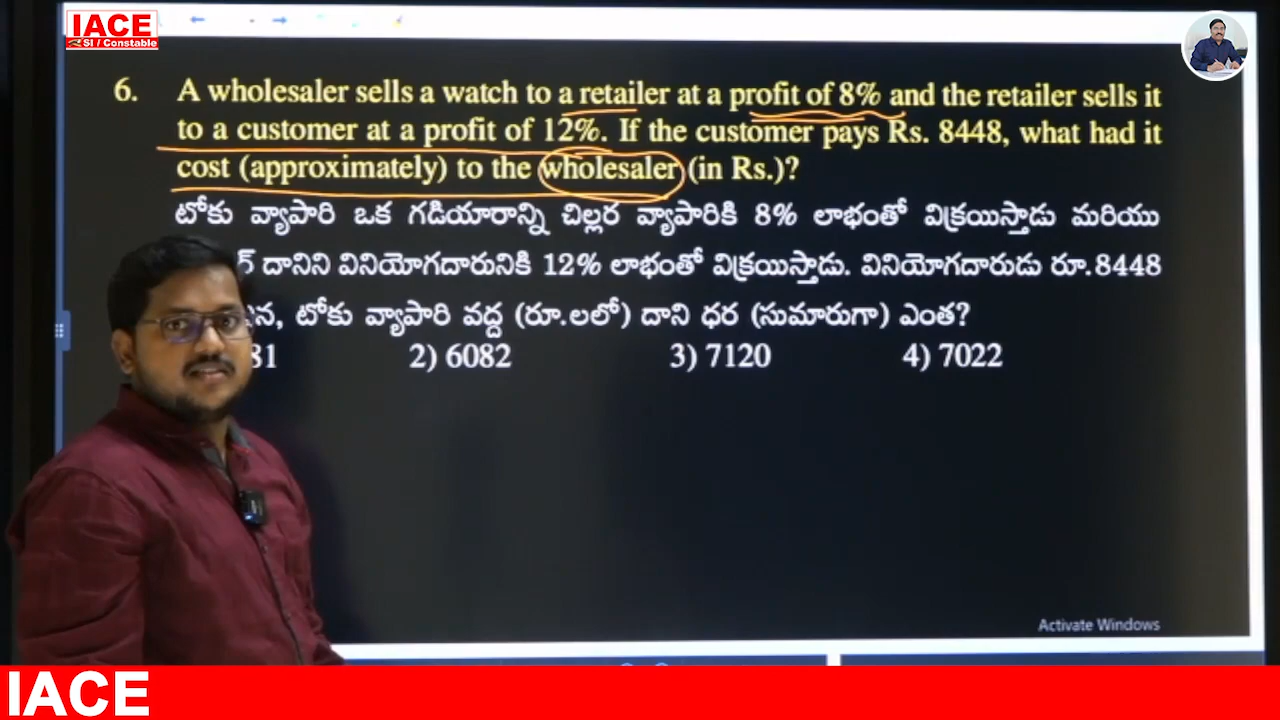 IACE
SI / Constable
6. A wholesaler sells a watch to a retailer at a profit of 8% and the retailer sells it
to a customer at a profit of 12%. If the customer pays Rs. 8448, what had it
cost (approximately) to the wholesaler (in Rs.)?
టోకు వ్యాపారి ఒక గడియారాన్ని చిల్లర వ్యాపారికి 8% లాభంతో విక్రయిస్తాడు మరియు
దానిని వినియోగదారునికి 12% లాభంతో విక్రయిస్తాడు. వినియోగదారుడు రూ.8448
టోకు వ్యాపారి వద్ద (రూ.లలో) దాని ధర (సుమారుగా) ఎంత?
81 2) 6082 3) 7120 4) 7022
Activate Windows
IACE